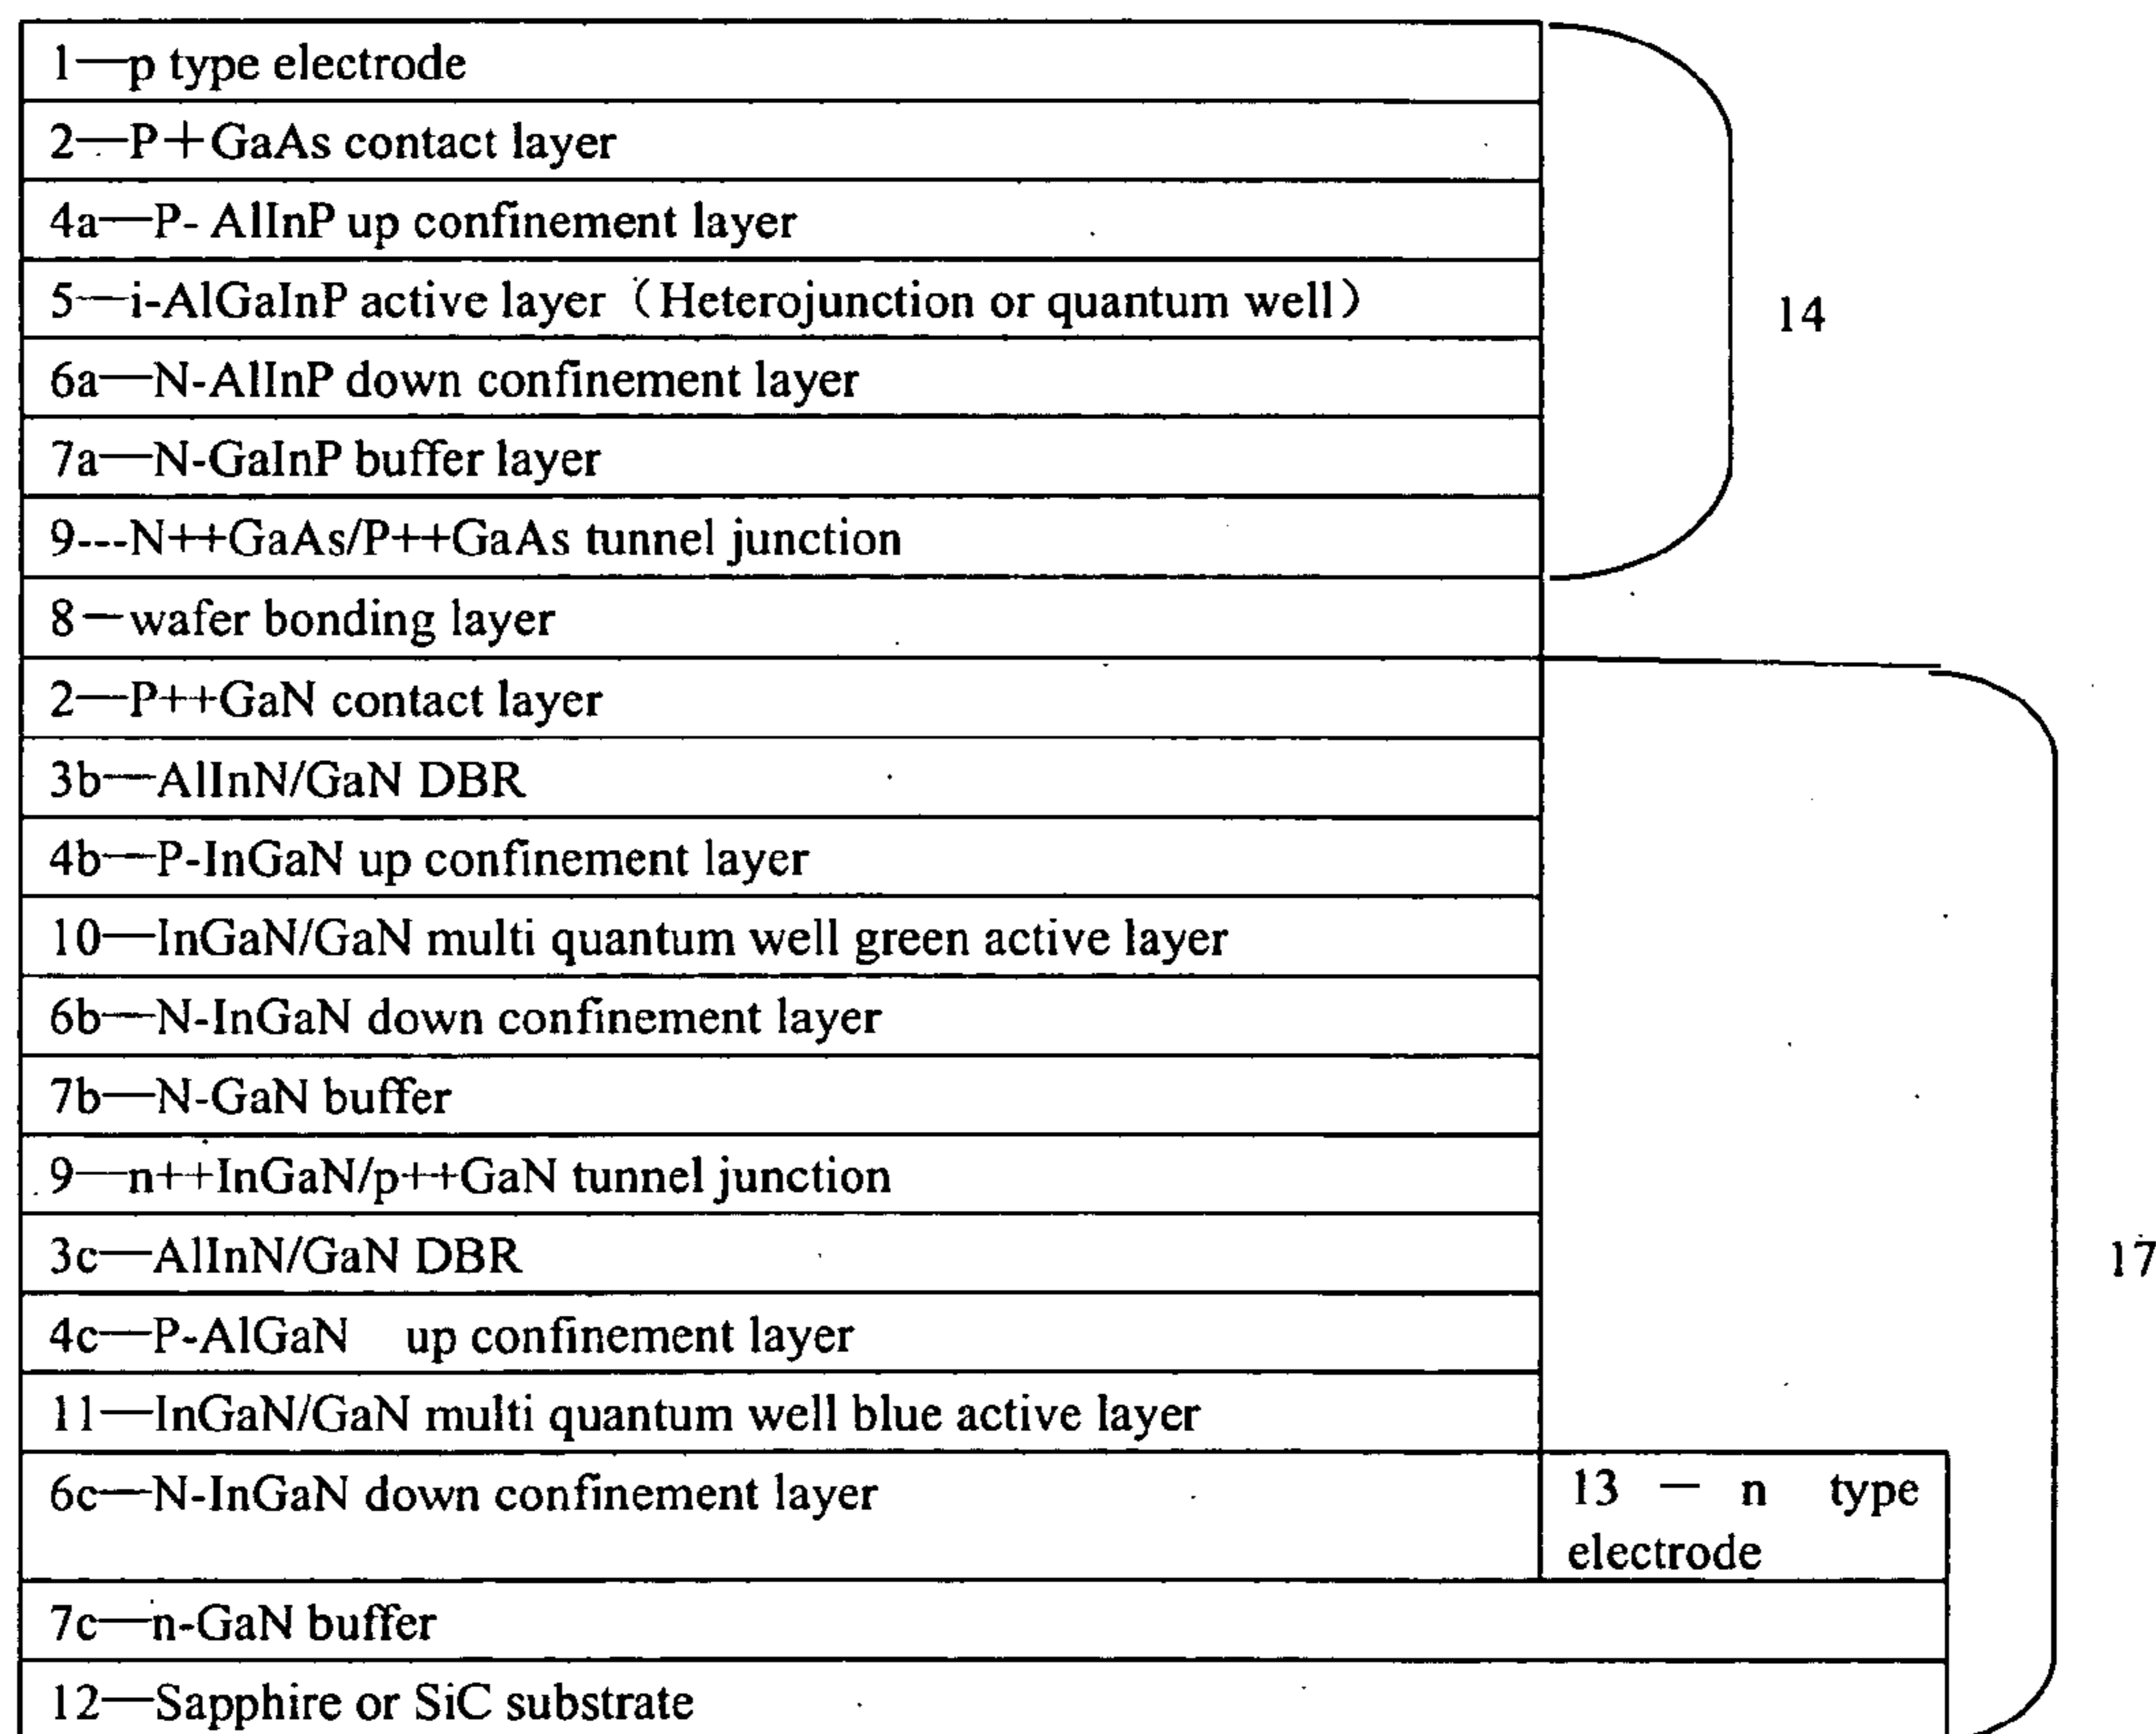 1—p type electrode
2—P+GaAs contact layer
4a—P- AlInP up confinement layer
5—i-AlGaInP active layer（Heterojunction or quantum well）
14
6a—N-AlInP down confinement layer
7a—N-GaInP buffer layer
9---N++GaAs/P++GaAs tunnel junction
8—wafer bonding layer
2—P++GaN contact layer
3b—AlInN/GaN DBR
4b—P-InGaN up confinement layer
10—InGaN/GaN multi quantum well green active layer
6b—N-InGaN down confinement layer
7b—N-GaN buffer
9—n++InGaN/p++GaN tunnel junction
3c—AlInN/GaN DBR
17
4c—P-AlGaN up confinement layer
11—InGaN/GaN multi quantum well blue active layer
6c—N-InGaN down confinement layer
13 — n type
electrode
7c—n-GaN buffer
12—Sapphire or SiC substrate